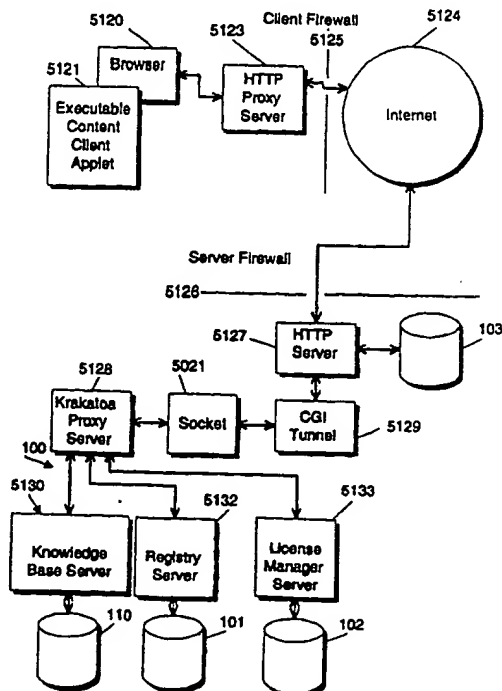 5120
5123
Client Firewall
5125
5124
5121
Browser
HTTP
Proxy
Server
Internet
Executable
Content
Client
Applet
Server Firewall
5126
5127
HTTP
Server
103
5128
5021
Krakatoa
Proxy
Server
Socket
CGI
Tunnel
5129
100
5130
5132
5133
Knowledge
Base Server
Registry
Server
License
Manager
Server
110
101
102